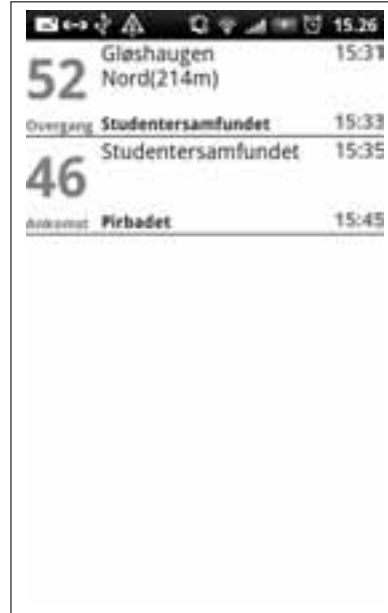 15.26
52 Gløshaugen 15:31
Nord(214m)
Overgang Studentersamfundet 15:33
46 Studentersamfundet 15:35
Ankomst Pirbadet 15:45